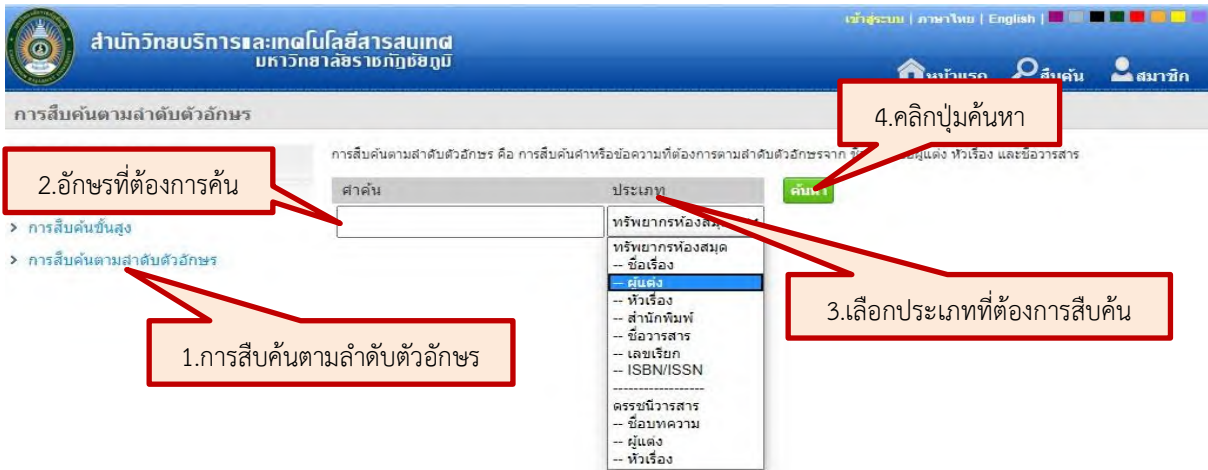 เข้าสู่ระบบ | ภาษาไทย | English |
สำนักวิทยบริการและเทคโนโลยีสารสนเทศ
มหาวิทยาลัยราชภัฏชัยภูมิ
หน้าแรก สืบค้น สมาชิก
การสืบค้นตามลำดับตัวอักษร
4.คลิกปุ่มค้นหา
การสืบค้นตามลำดับตัวอักษร คือ การสืบค้นคำหรือข้อความที่ต้องการตามลำดับตัวอักษรจาก ผู้แต่ง หัวเรื่อง และชื่อวารสาร
2.อักษรที่ต้องการค้น
คำค้น ประเภท ค้นหา
ทรัพยากรห้องสมุด
> การสืบค้นขั้นสูง
> การสืบค้นตามลำดับตัวอักษร
ทรัพยากรห้องสมุด
-- ชื่อเรื่อง
-- ผู้แต่ง
-- หัวเรื่อง
-- สำนักพิมพ์
-- ชื่อวารสาร
-- เลขเรียก
-- ISBN/ISSN
-------------------
ดรรชนีวารสาร
-- ชื่อบทความ
-- ผู้แต่ง
-- หัวเรื่อง
3.เลือกประเภทที่ต้องการสืบค้น
1.การสืบค้นตามลำดับตัวอักษร